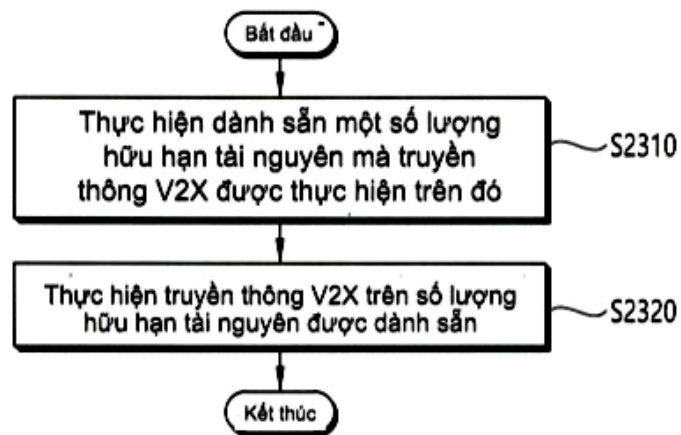 Bắt đầu
Thực hiện dành sẵn một số lượng
hữu hạn tài nguyên mà truyền
thông V2X được thực hiện trên đó
S2310
Thực hiện truyền thông V2X trên số lượng
hữu hạn tài nguyên được dành sẵn
S2320
Kết thúc